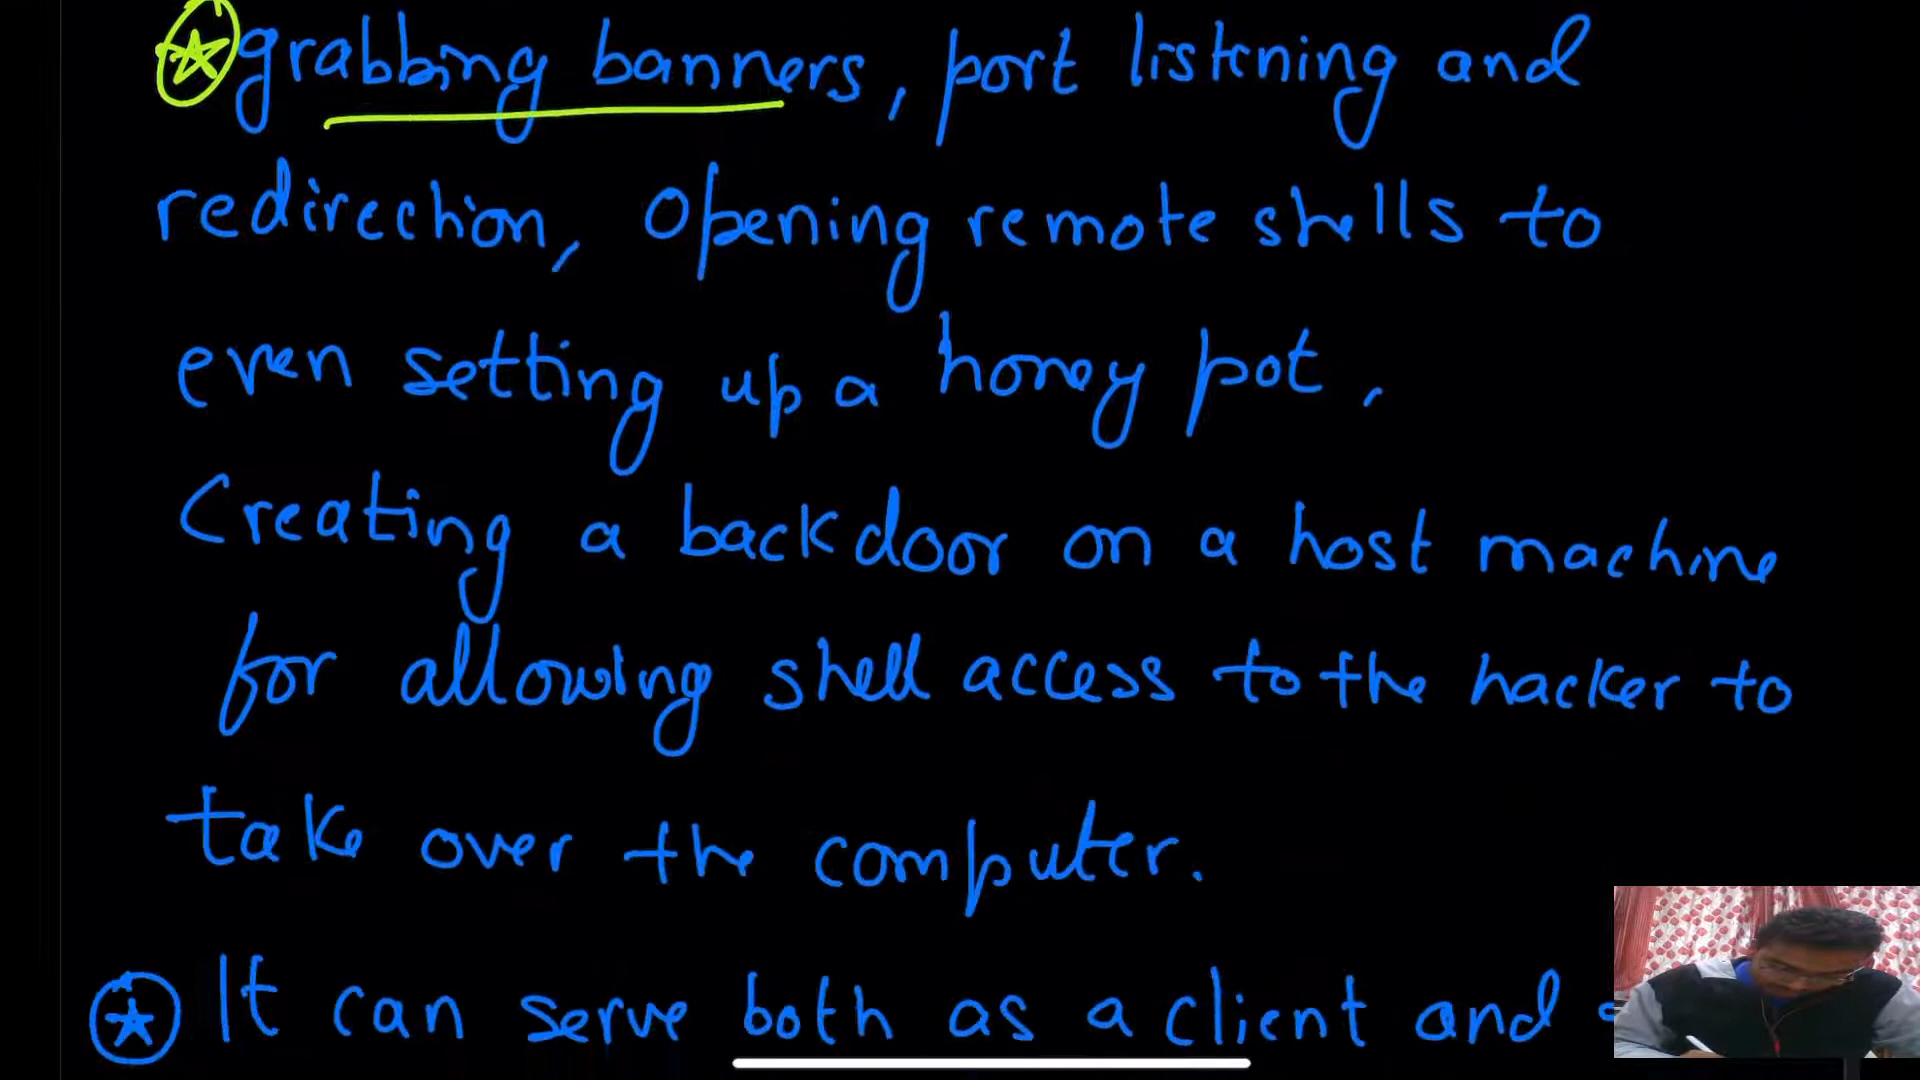 grabbing banners, port listening and
redirection, Opening remote shells to
even setting up a honey pot,
Creating a backdoor on a host machine
for allowing shell access to the hacker to
take over the computer.
It can serve both as a client and